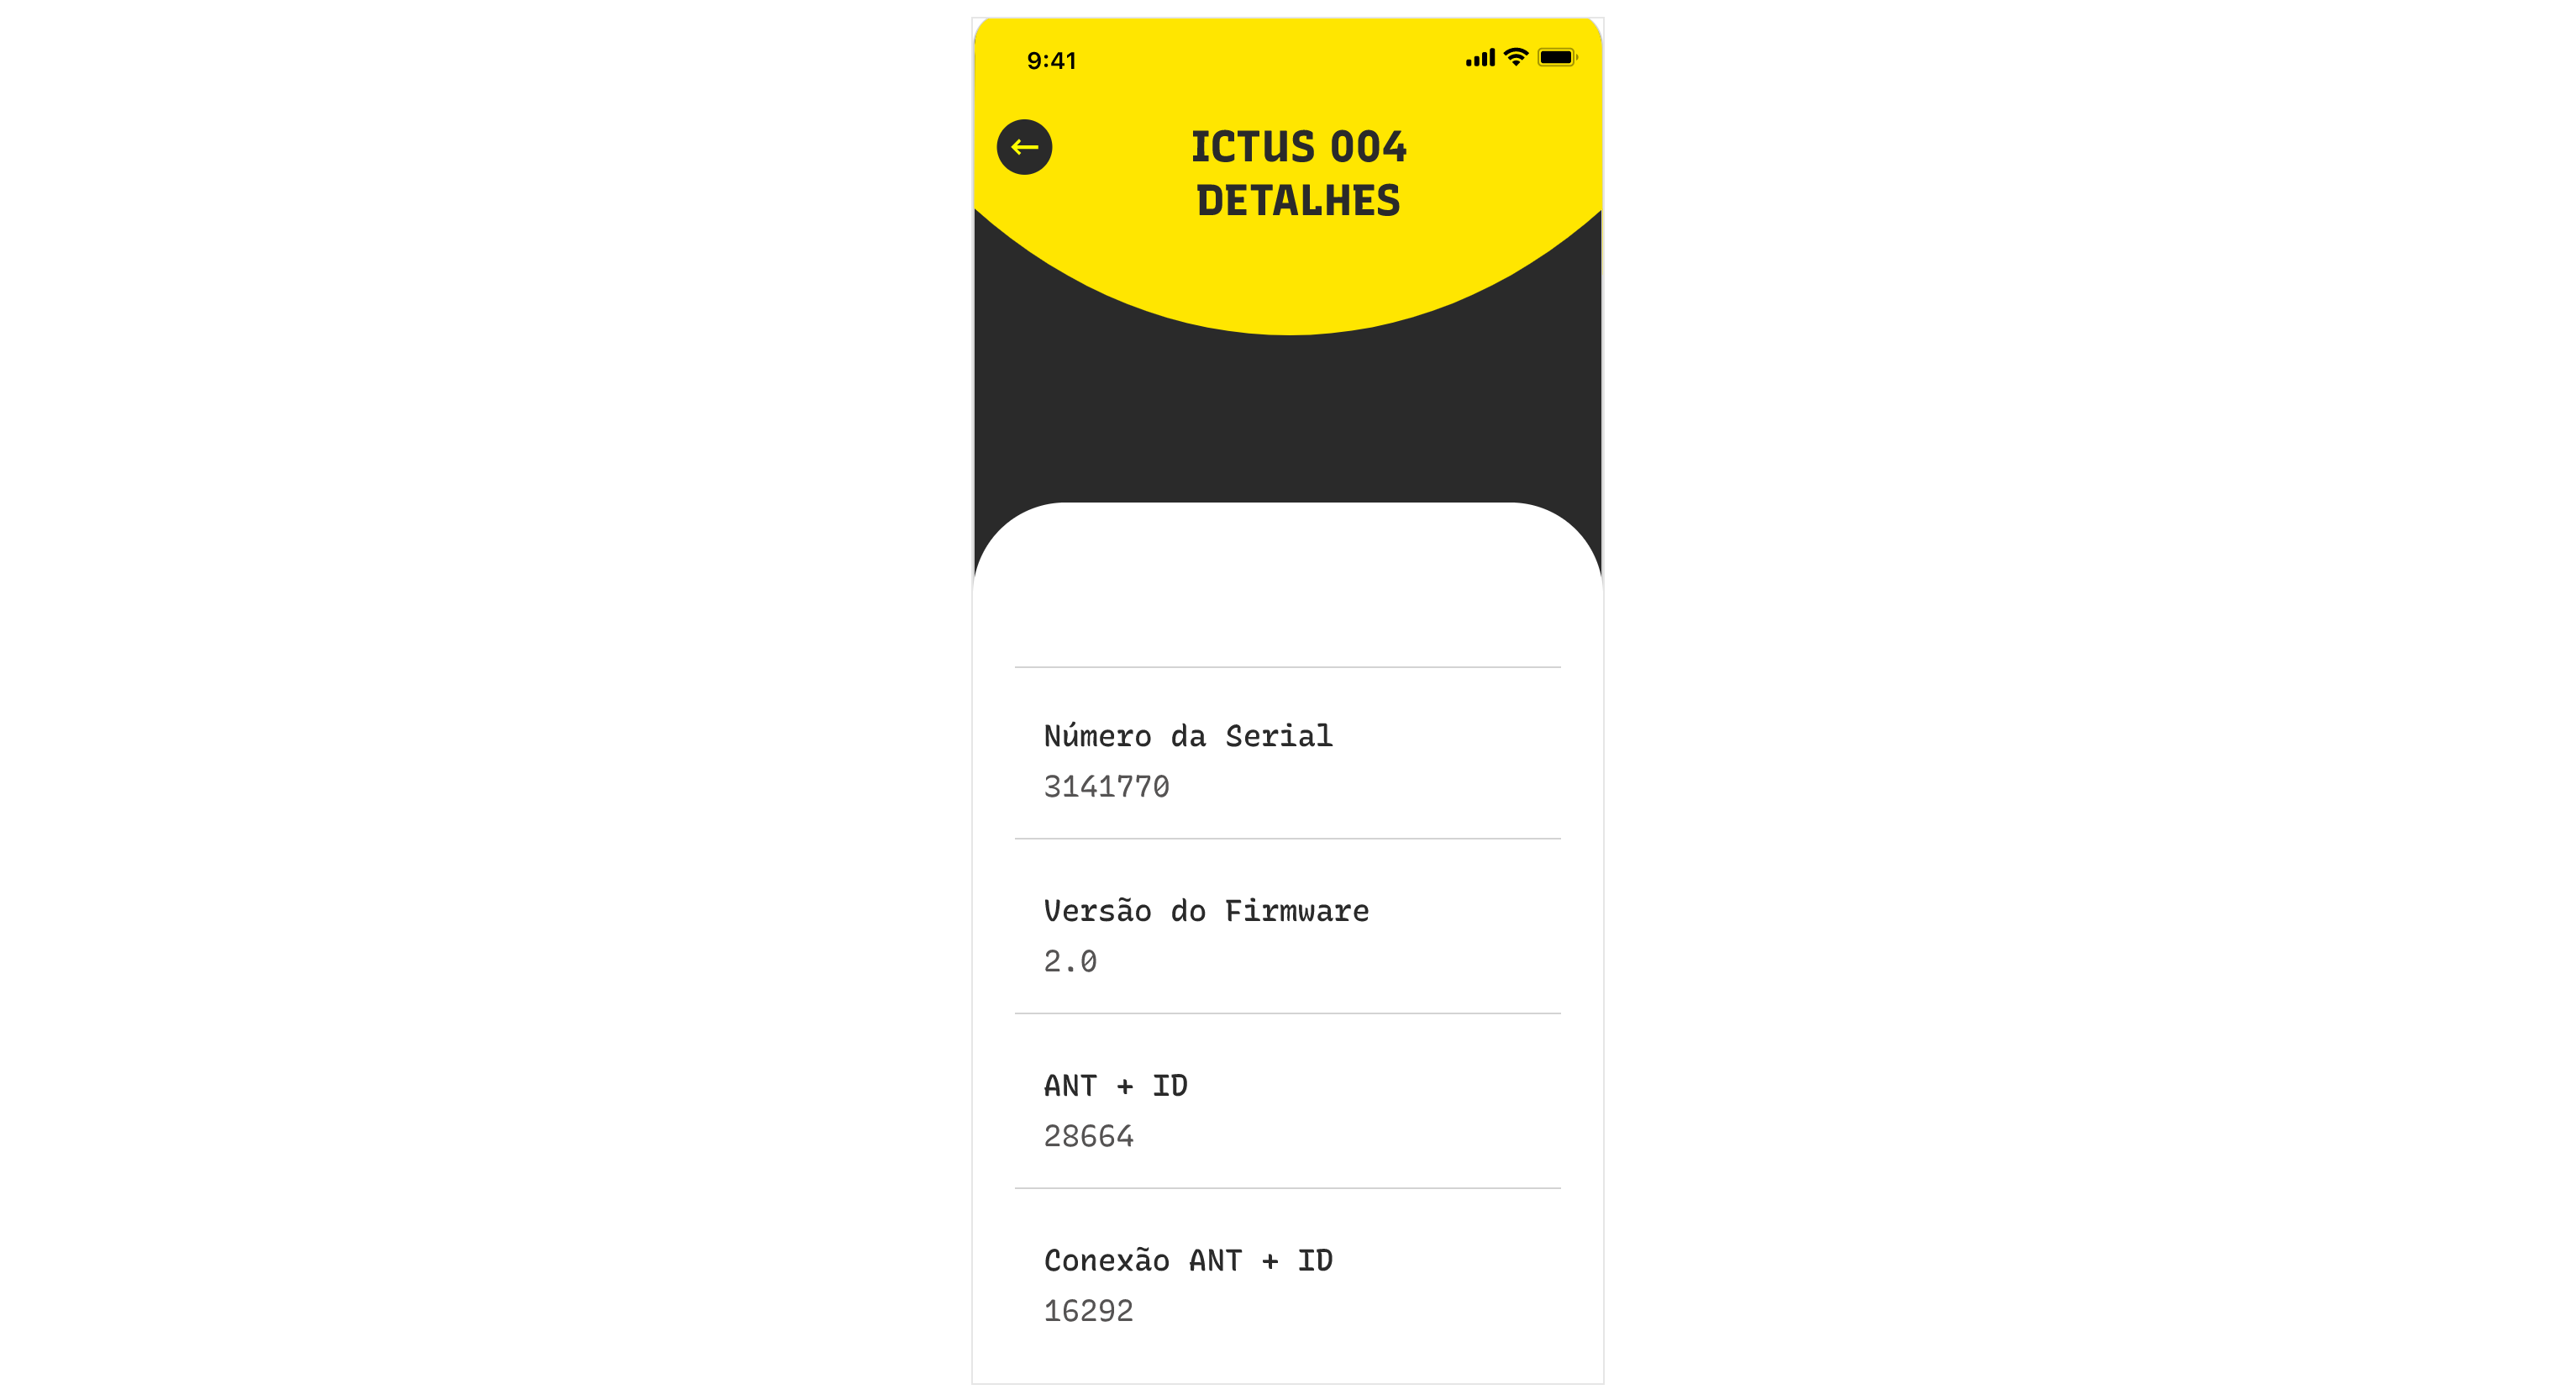 9:41
ICTUS 004
DETALHES
Número da Serial
3141770
Versão do Firmware
2.0
ANT + ID
28664
Conexão ANT + ID
16292